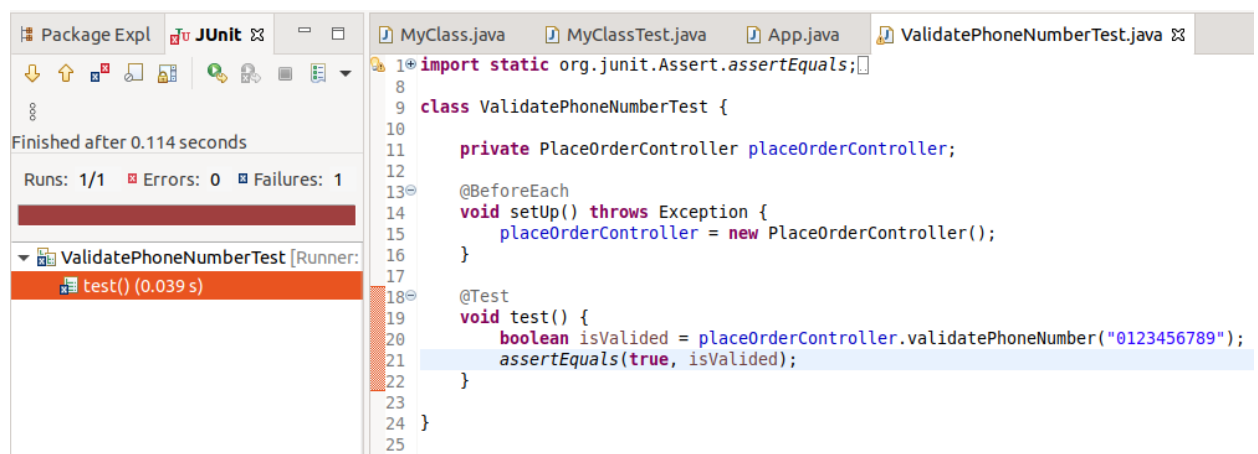 Package Expl JUnit
MyClass.java MyClassTest.java App.java ValidatePhoneNumberTest.java
Finished after 0.114 seconds
Runs: 1/1 Errors: 0 Failures: 1
ValidatePhoneNumberTest [Runner:
test() (0.039 s)
1 import static org.junit.Assert.assertEquals;
8
9 class ValidatePhoneNumberTest {
10
11 private PlaceOrderController placeOrderController;
12
13 @BeforeEach
14 void setUp() throws Exception {
15 placeOrderController = new PlaceOrderController();
16 }
17
18 @Test
19 void test() {
20 boolean isValided = placeOrderController.validatePhoneNumber("0123456789");
21 assertEquals(true, isValided);
22 }
23
24 }
25